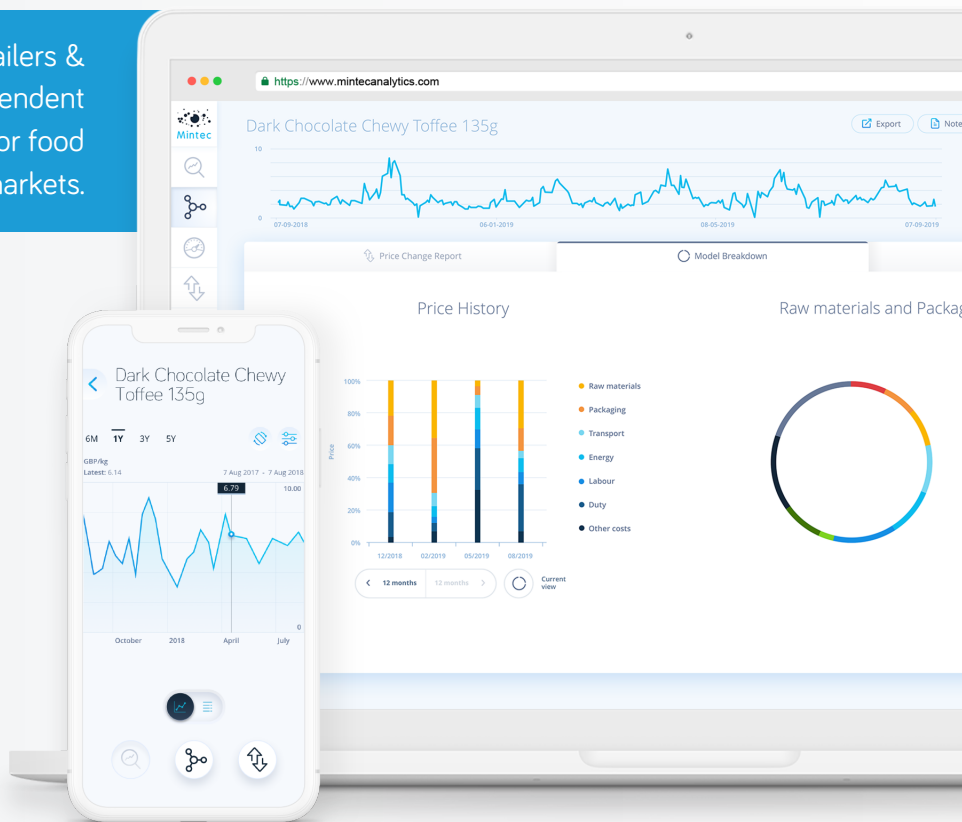 ailers &
endent
or food
arkets.
https://www.mintecanalytics.com
Mintec
Dark Chocolate Chewy Toffee 135g
Export
Note
10
0
07-09-2018
06-01-2019
08-05-2019
07-09-2019
Price Change Report
Model Breakdown
Price History
Raw materials and Packag
Price
100%
80%
60%
40%
20%
0%
12/2018
02/2019
05/2019
08/2019
Raw materials
Packaging
Transport
Energy
Labour
Duty
Other costs
12 months
12 months
Current
view
Dark Chocolate Chewy
Toffee 135g
6M 1Y 3Y 5Y
GBP/kg
Latest: 6.14
7 Aug 2017 - 7 Aug 2018
6.79
10.00
0
October 2018 April July